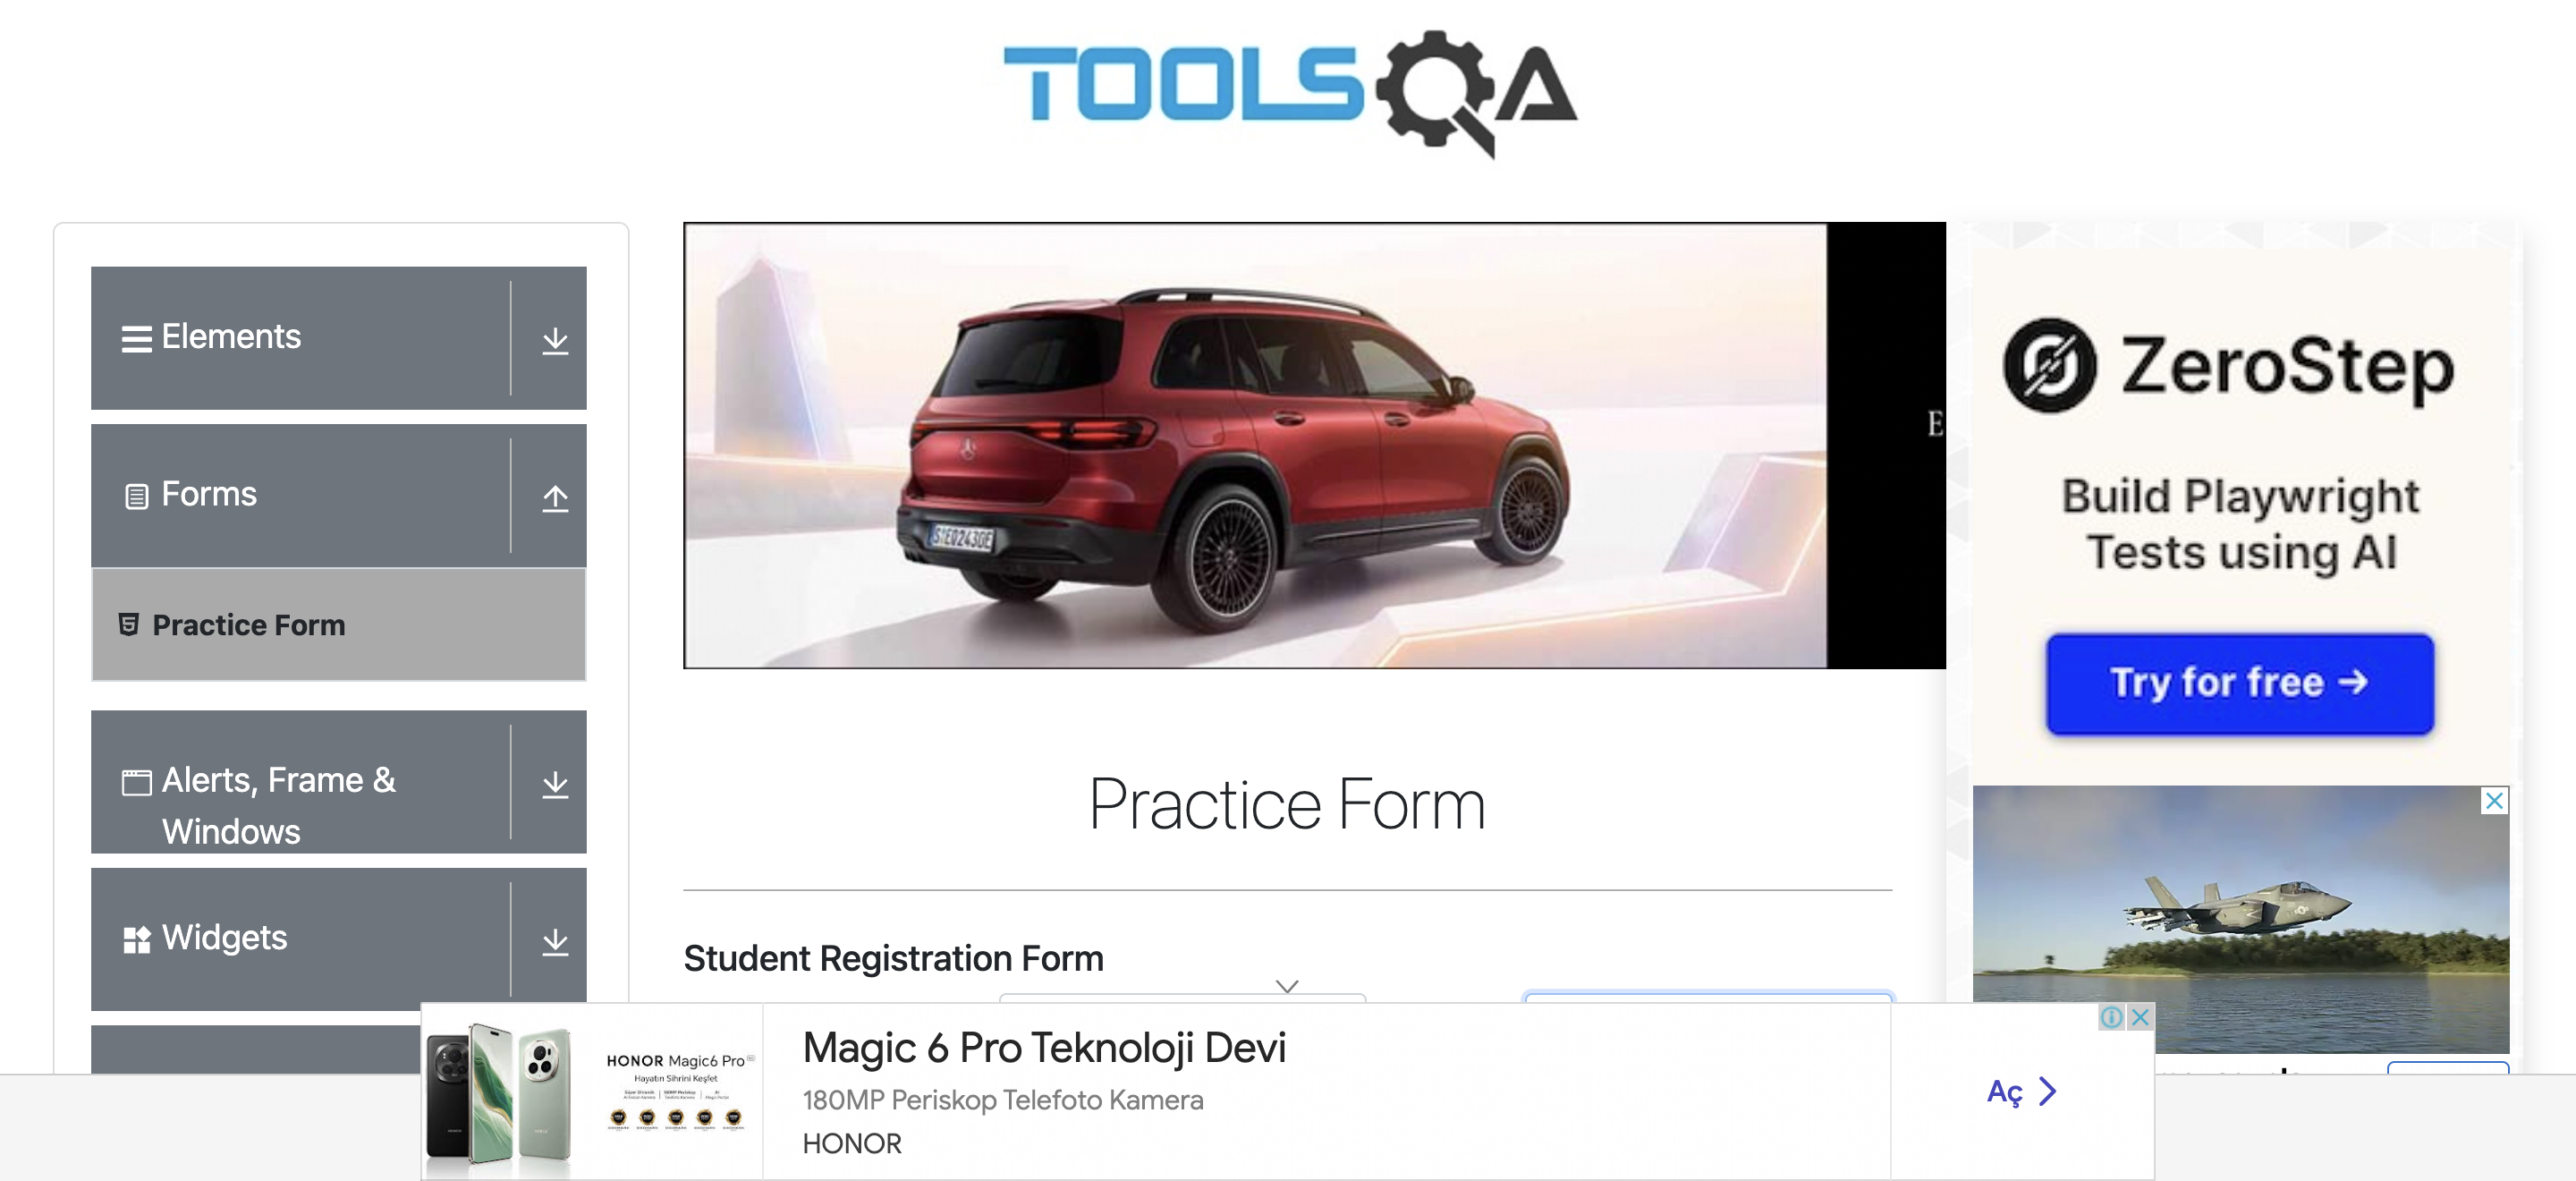 TOOLSQA
Elements
Forms
Practice Form
Alerts, Frame &
Windows
Widgets
S:EQ2430E
E
Practice Form
Student Registration Form
ZeroStep
Build Playwright
Tests using AI
Try for free →
HONOR Magic6 Pro
Hayatın Sihrini Keşfet
Magic 6 Pro Teknoloji Devi
180MP Periskop Telefoto Kamera
HONOR
Aç